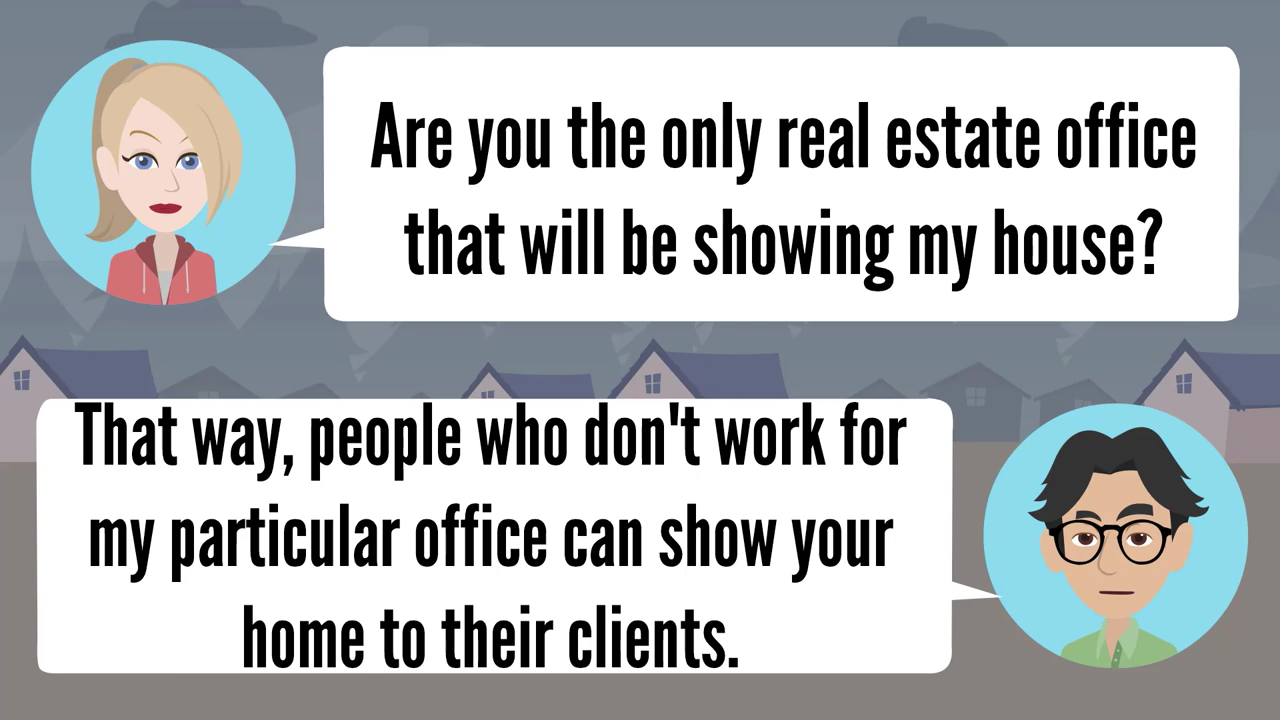 Are you the only real estate office
that will be showing my house?
That way, people who don't work for
my particular office can show your
home to their clients.